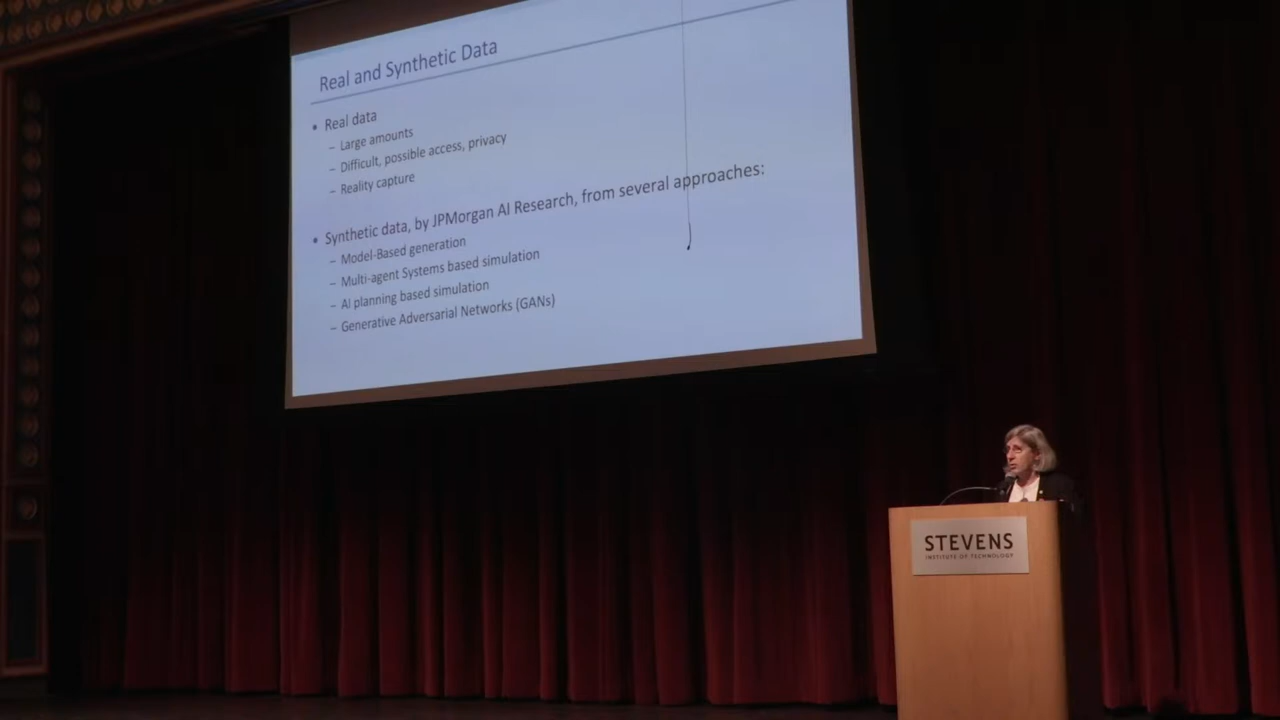 Real and Synthetic Data
• Real data
– Large amounts
– Difficult, possible access, privacy
– Reality capture
• Synthetic data, by JPMorgan AI Research, from several approaches:
– Model-Based generation
– Multi-agent Systems based simulation
– AI planning based simulation
– Generative Adversarial Networks (GANs)
STEVENS
INSTITUTE OF TECHNOLOGY